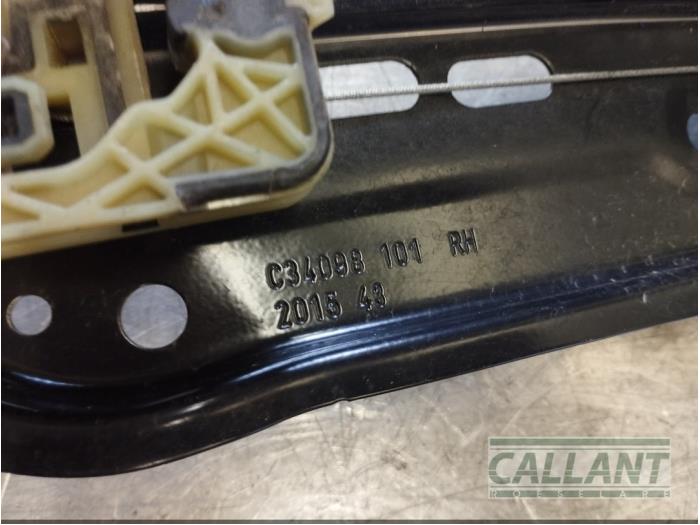 C34098 101 RH
2015 43
CALLANT
ROESELARE